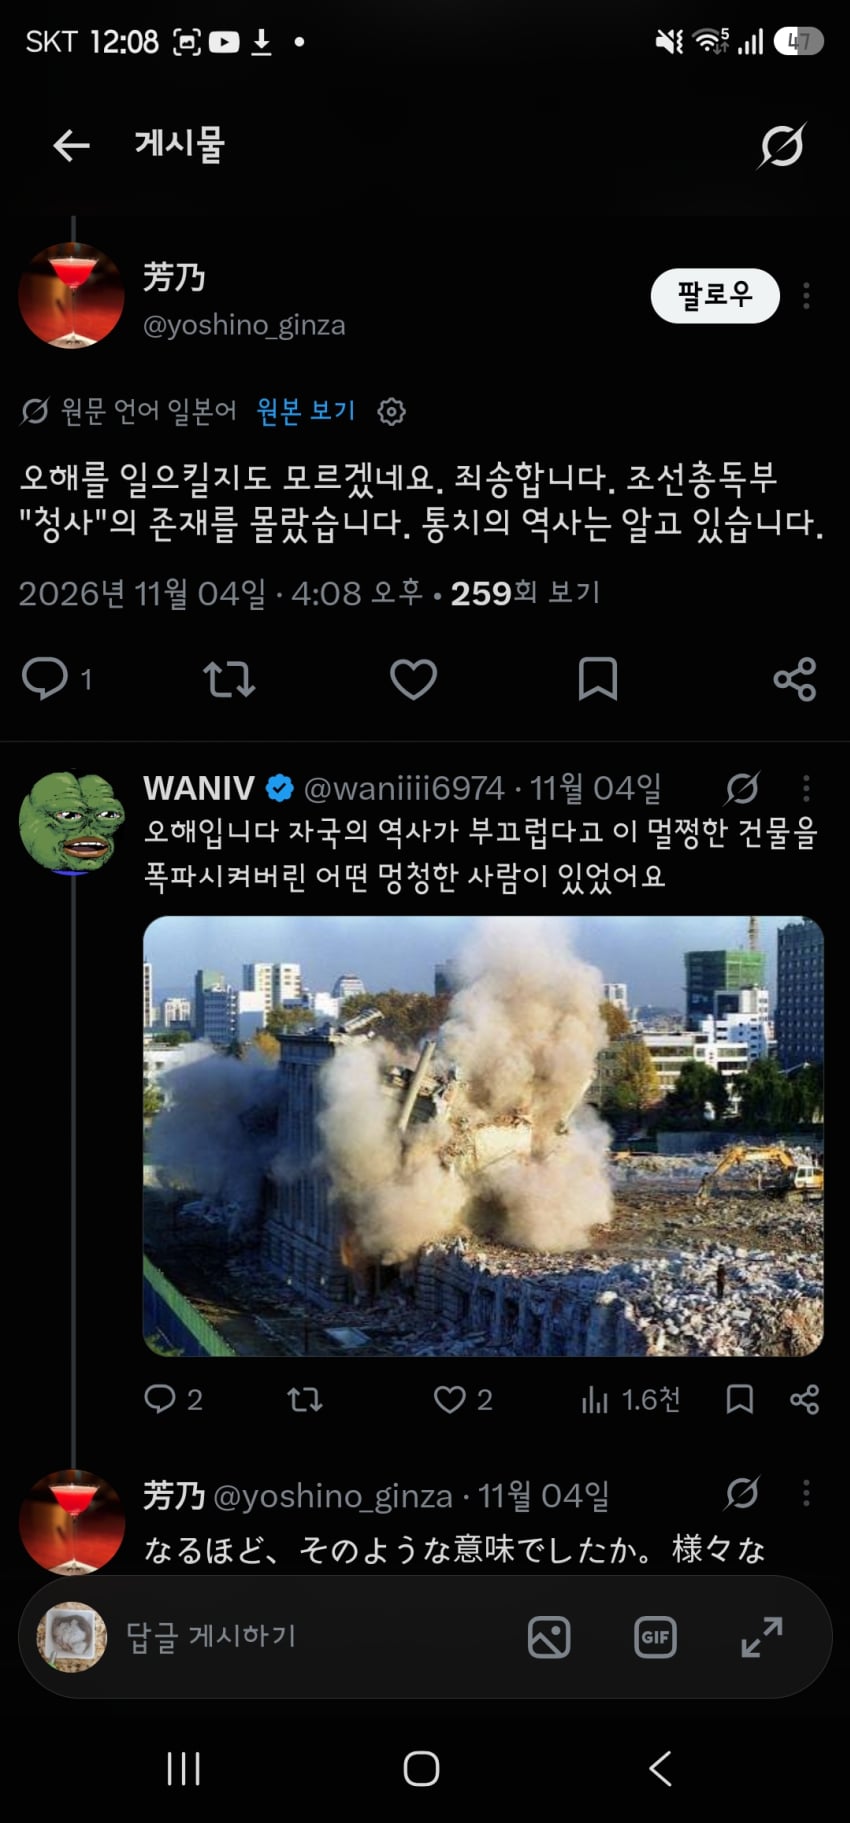 SKT 12:08
47
게시물
芳乃
@yoshino_ginza
팔로우
원문 언어 일본어 원본 보기
오해를 일으킬지도 모르겠네요. 죄송합니다. 조선총독부
"청사"의 존재를 몰랐습니다. 통치의 역사는 알고 있습니다.
2026년 11월 04일 · 4:08 오후 · 259회 보기
1
WANIV @waniiii6974 · 11월 04일
오해입니다 자국의 역사가 부끄럽다고 이 멀쩡한 건물을
폭파시켜버린 어떤 멍청한 사람이 있었어요
2 2 1.6천
芳乃 @yoshino_ginza · 11월 04일
なるほど、そのような意味でしたか。様々な
답글 게시하기
GIF